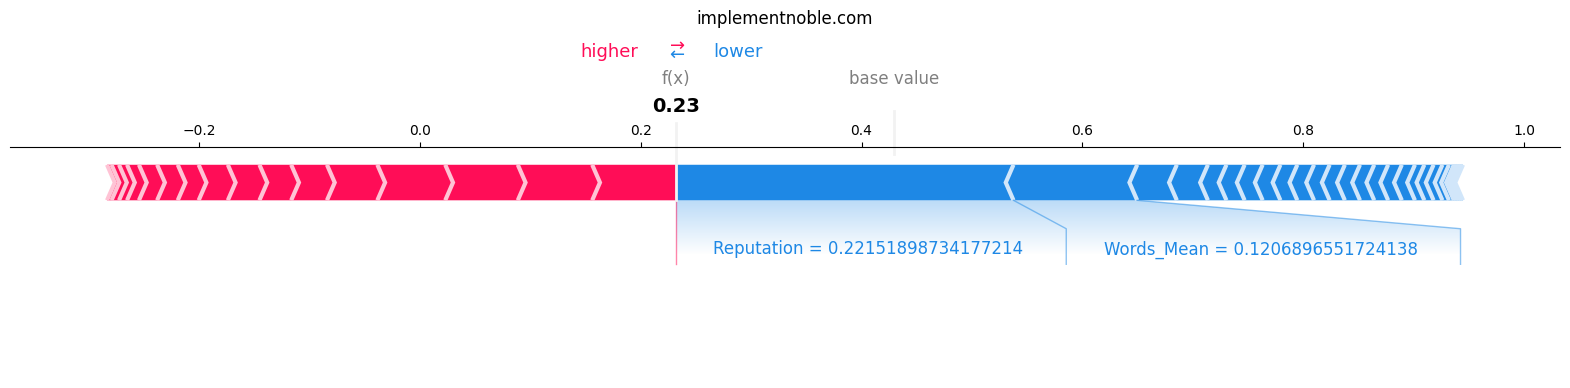 implementnoble.com
higher → lower
←
f(x) base value
0.23
−0.2 0.0 0.2 0.4 0.6 0.8 1.0
Reputation = 0.22151898734177214 Words_Mean = 0.1206896551724138